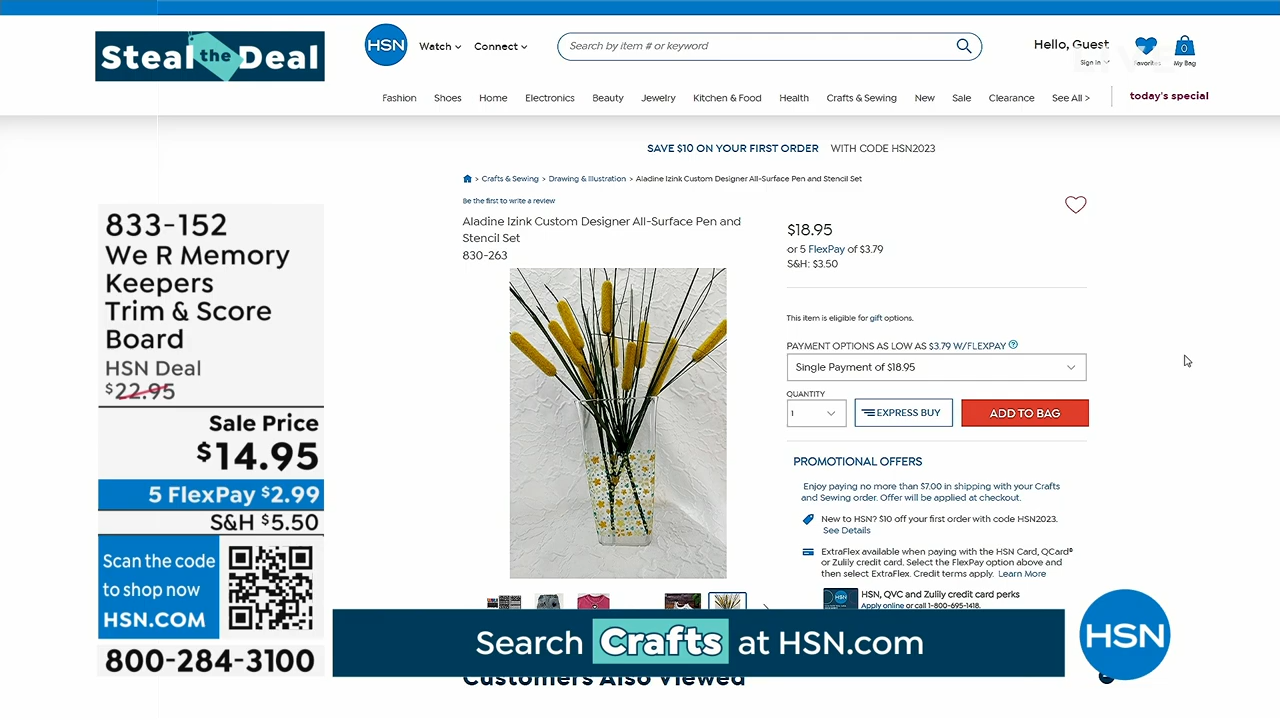 Steal the Deal
HSN
Watch
Connect
Search by item # or keyword
Hello, Guest
Sign in
Favorites
0
My Bag
Fashion
Shoes
Home
Electronics
Beauty
Jewelry
Kitchen & Food
Health
Crafts & Sewing
New
Sale
Clearance
See All >
today's special
SAVE $10 ON YOUR FIRST ORDER WITH CODE HSN2023
> Crafts & Sewing > Drawing & Illustration > Aladine Izink Custom Designer All-Surface Pen and Stencil Set
Be the first to write a review
Aladine Izink Custom Designer All-Surface Pen and
Stencil Set
830-263
$18.95
or 5 FlexPay of $3.79
S&H: $3.50
This item is eligible for gift options.
PAYMENT OPTIONS AS LOW AS $3.79 W/FLEXPAY ?
Single Payment of $18.95
QUANTITY
1
EXPRESS BUY
ADD TO BAG
PROMOTIONAL OFFERS
Enjoy paying no more than $7.00 in shipping with your Crafts
and Sewing order. Offer will be applied at checkout.
New to HSN? $10 off your first order with code HSN2023.
See Details
ExtraFlex available when paying with the HSN Card, QCard®
or Zulily credit card. Select the FlexPay option above and
then select ExtraFlex. Credit terms apply. Learn More
HSN, QVC and Zulily credit card perks
Apply online or call 1-800-695-1418.
Customers Also Viewed
833-152
We R Memory
Keepers
Trim & Score
Board
HSN Deal
$22.95
Sale Price
$14.95
5 FlexPay $2.99
S&H $5.50
Scan the code
to shop now
HSN.COM
800-284-3100
Search Crafts at HSN.com
HSN